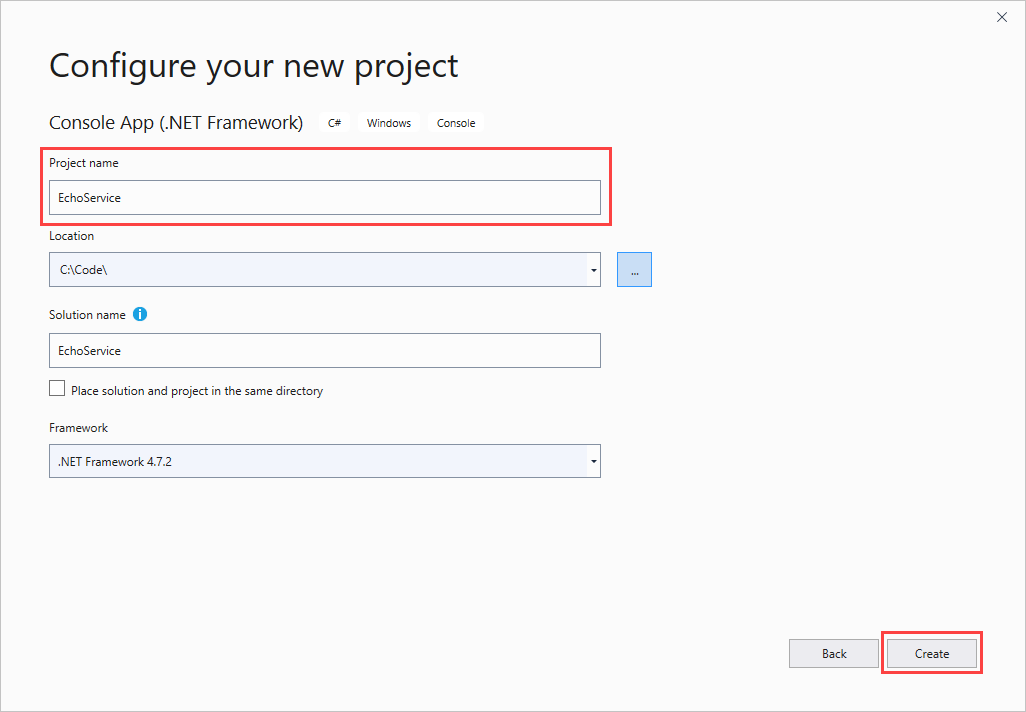 Configure your new project
Console App (.NET Framework) C# Windows Console
Project name
EchoService
Location
C:\Code\
...
Solution name
EchoService
Place solution and project in the same directory
Framework
.NET Framework 4.7.2
Back Create